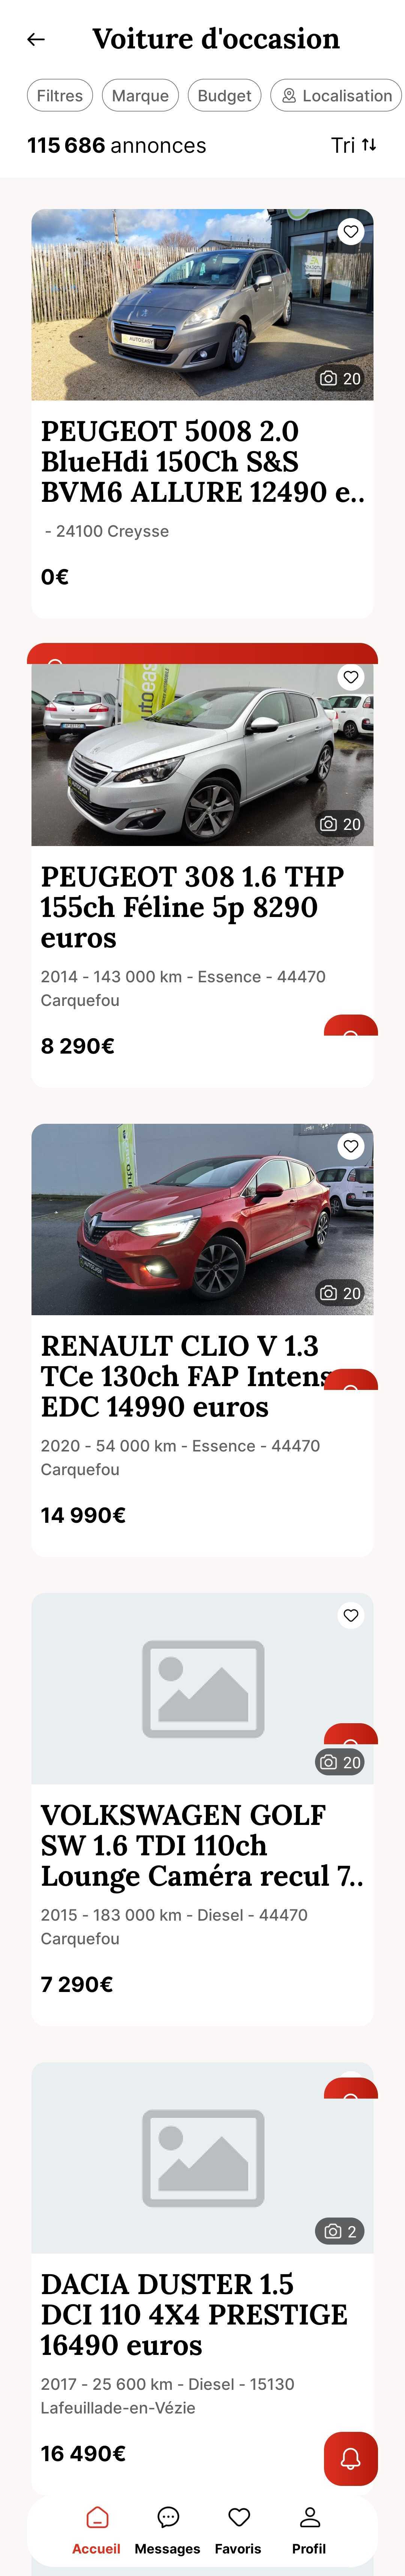 Voiture d'occasion
Filtres
Marque
Budget
Localisation
115 686 annonces
Tri
20
PEUGEOT 5008 2.0
BlueHdi 150Ch S&S
BVM6 ALLURE 12490 e..
- 24100 Creysse
0€
20
PEUGEOT 308 1.6 THP
155ch Féline 5p 8290
euros
2014 - 143 000 km - Essence - 44470
Carquefou
8 290€
20
RENAULT CLIO V 1.3
TCe 130ch FAP Intens
EDC 14990 euros
2020 - 54 000 km - Essence - 44470
Carquefou
14 990€
20
VOLKSWAGEN GOLF
SW 1.6 TDI 110ch
Lounge Caméra recul 7..
2015 - 183 000 km - Diesel - 44470
Carquefou
7 290€
2
DACIA DUSTER 1.5
DCI 110 4X4 PRESTIGE
16490 euros
2017 - 25 600 km - Diesel - 15130
Lafeuillade-en-Vézie
16 490€
Accueil
Messages
Favoris
Profil